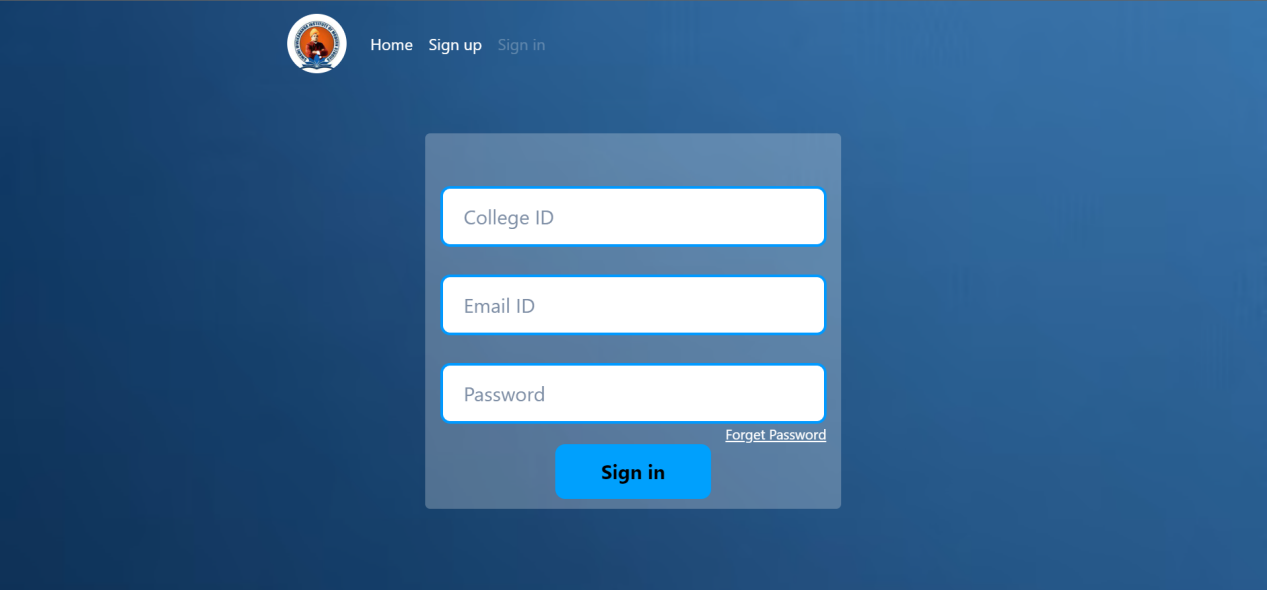 Home Sign up Sign in
College ID
Email ID
Password
Forget Password
Sign in